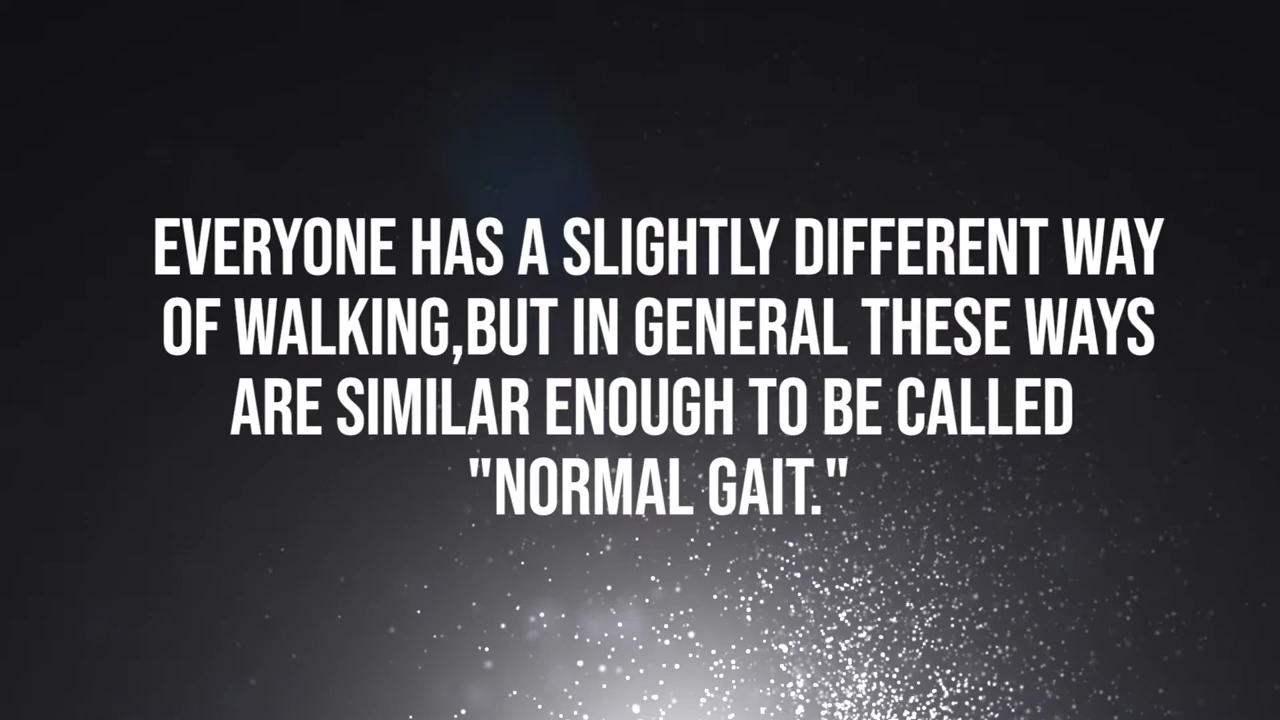 EVERYONE HAS A SLIGHTLY DIFFERENT WAY
OF WALKING,BUT IN GENERAL THESE WAYS
ARE SIMILAR ENOUGH TO BE CALLED
"NORMAL GAIT."